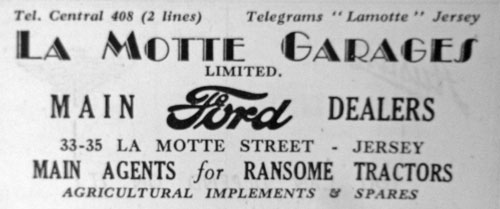 Tel. Central 408 (2 lines) Telegrams "Lamotte" Jersey
LA MOTTE GARAGES
LIMITED.
MAIN Ford DEALERS
33-35 LA MOTTE STREET - JERSEY
MAIN AGENTS for RANSOME TRACTORS
AGRICULTURAL IMPLEMENTS & SPARES